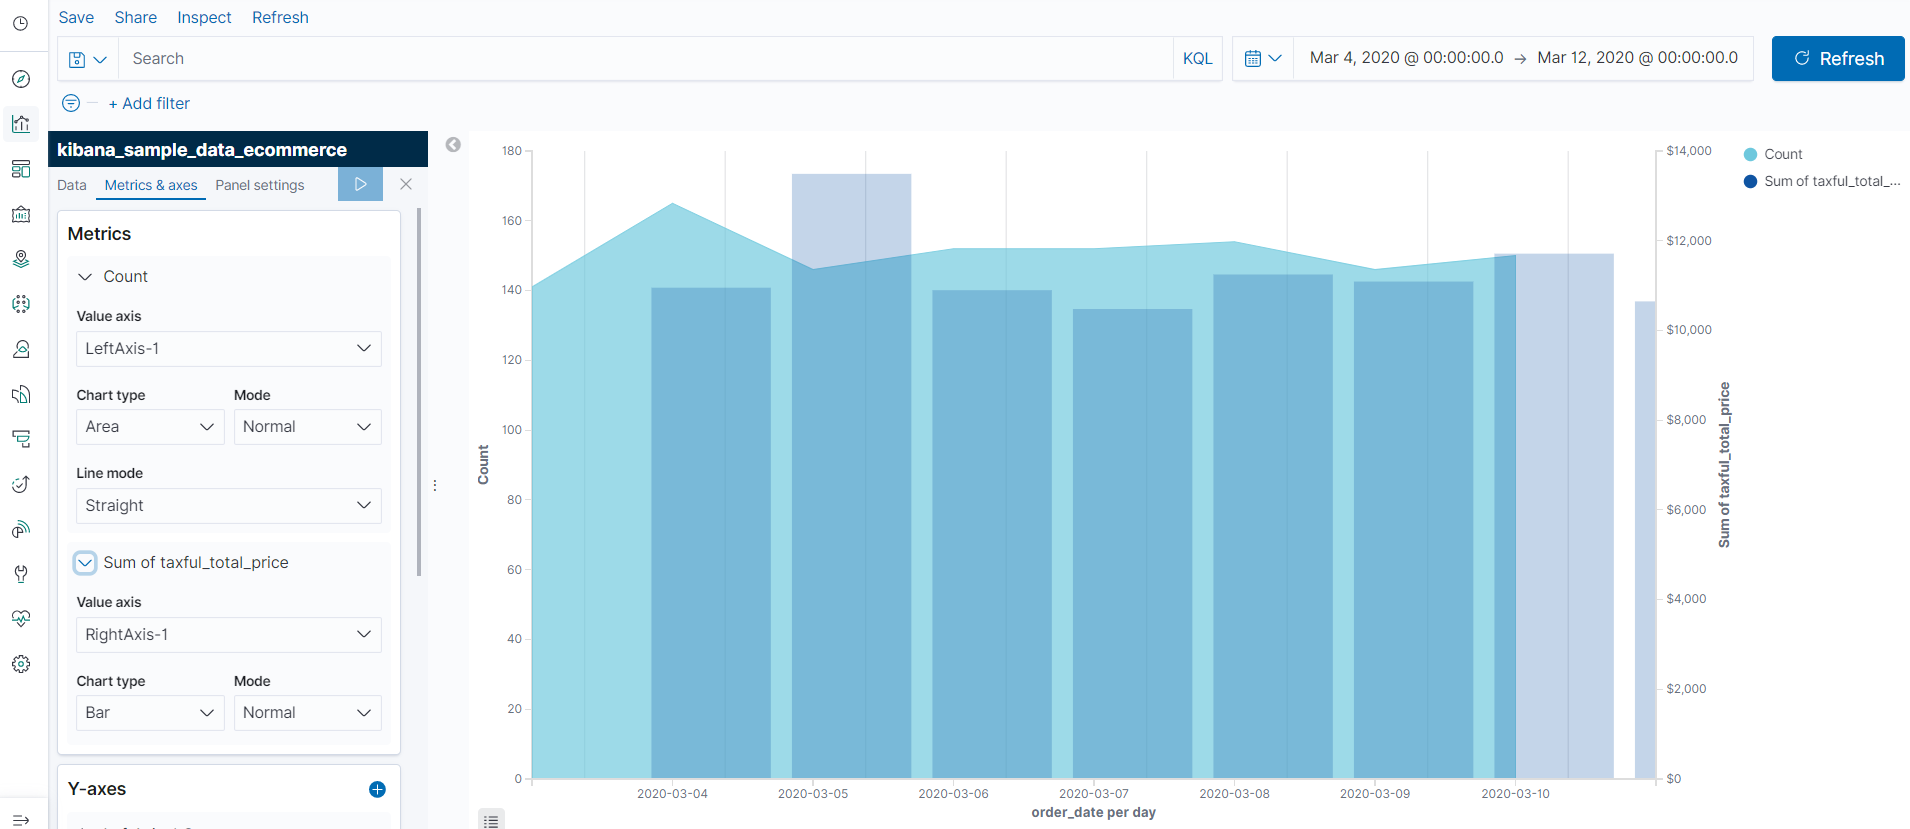 Save Share Inspect Refresh
Search KQL Mar 4, 2020 @ 00:00:00.0 → Mar 12, 2020 @ 00:00:00.0 Refresh
+ Add filter
kibana_sample_data_ecommerce
Data Metrics & axes Panel settings
Metrics
Count
Value axis
LeftAxis-1
Chart type Mode
Area Normal
Line mode
Straight
Sum of taxful_total_price
Value axis
RightAxis-1
Chart type Mode
Bar Normal
Y-axes
180
160
140
120
100
80
60
40
20
0
Count
2020-03-04 2020-03-05 2020-03-06 2020-03-07 2020-03-08 2020-03-09 2020-03-10
order_date per day
$14,000
$12,000
$10,000
$8,000
$6,000
$4,000
$2,000
$0
Sum of taxful_total_price
Count
Sum of taxful_total_...